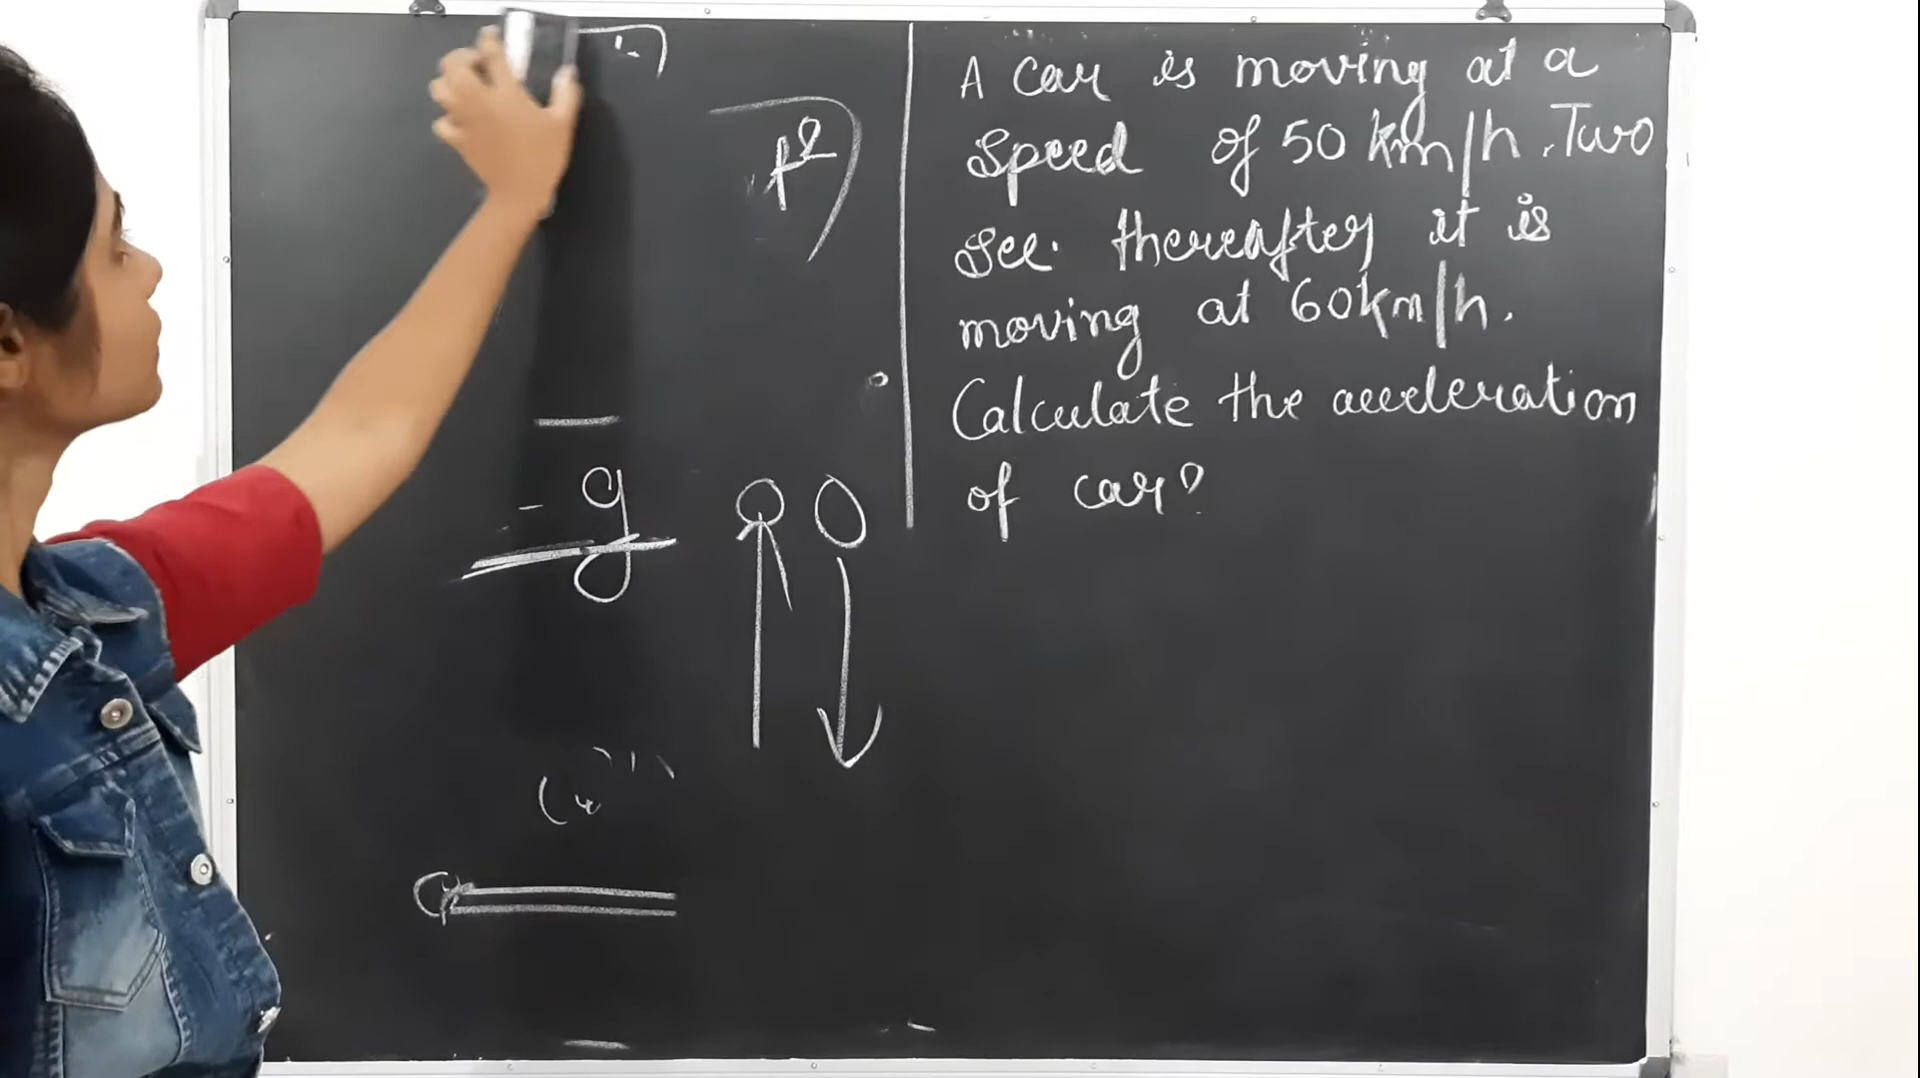 t²
- g
A car is moving at a
speed of 50 km/h. Two
sec. thereafter it is
moving at 60km/h.
Calculate the acceleration
of car?